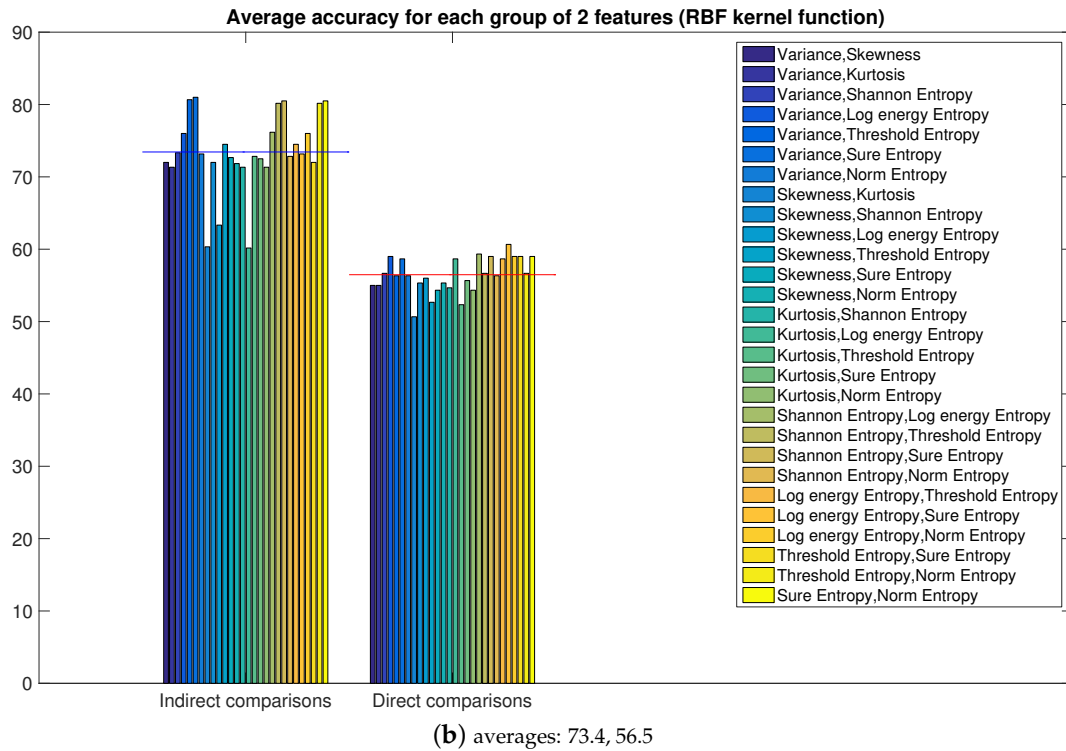 Average accuracy for each group of 2 features (RBF kernel function)
90
80
70
60
50
40
30
20
10
0
Indirect comparisons
Direct comparisons
Variance,Skewness
Variance,Kurtosis
Variance,Shannon Entropy
Variance,Log energy Entropy
Variance,Threshold Entropy
Variance,Sure Entropy
Variance,Norm Entropy
Skewness,Kurtosis
Skewness,Shannon Entropy
Skewness,Log energy Entropy
Skewness,Threshold Entropy
Skewness,Sure Entropy
Skewness,Norm Entropy
Kurtosis,Shannon Entropy
Kurtosis,Log energy Entropy
Kurtosis,Threshold Entropy
Kurtosis,Sure Entropy
Kurtosis,Norm Entropy
Shannon Entropy,Log energy Entropy
Shannon Entropy,Threshold Entropy
Shannon Entropy,Sure Entropy
Shannon Entropy,Norm Entropy
Log energy Entropy,Threshold Entropy
Log energy Entropy,Sure Entropy
Log energy Entropy,Norm Entropy
Threshold Entropy,Sure Entropy
Threshold Entropy,Norm Entropy
Sure Entropy,Norm Entropy
(b) averages: 73.4, 56.5